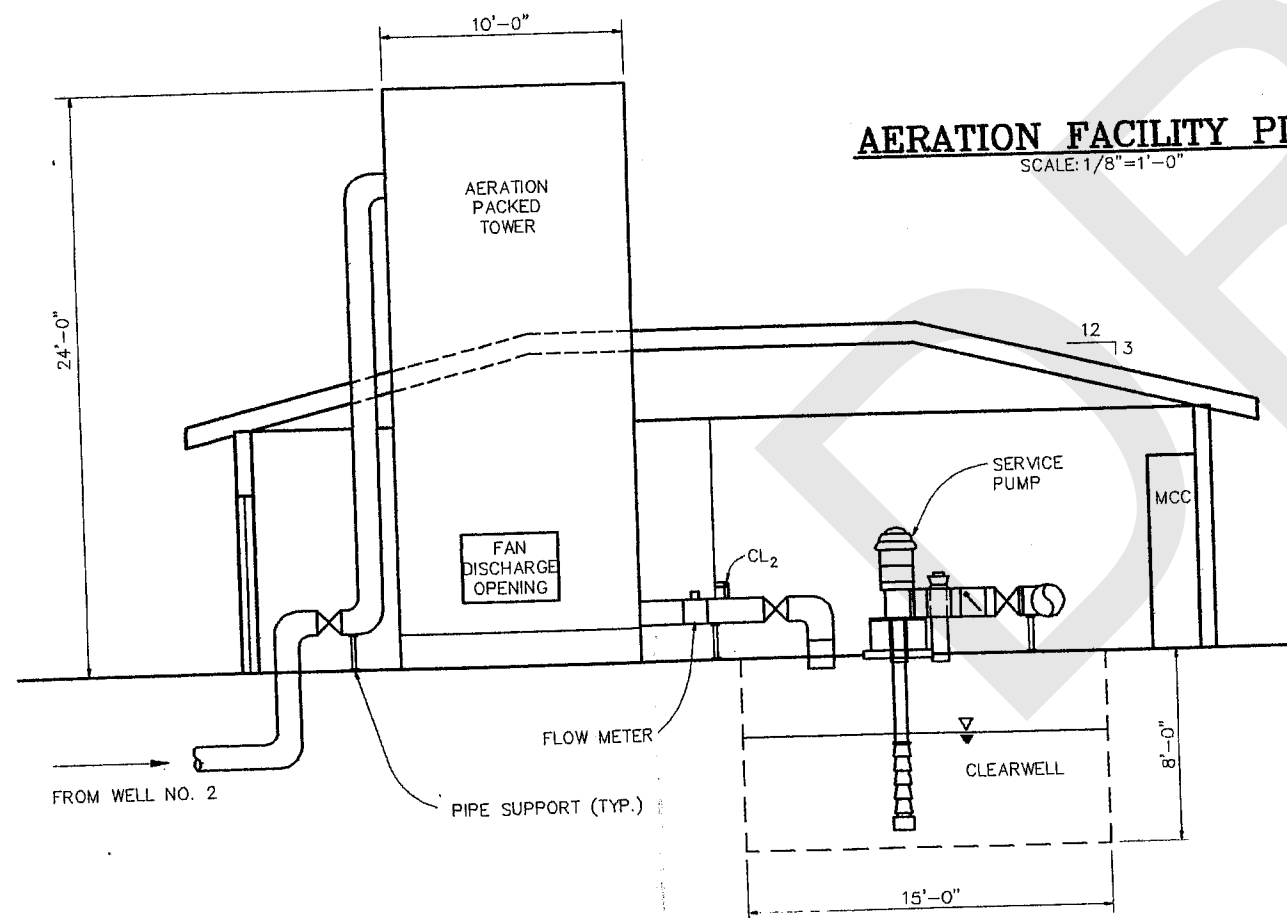 10'-0"
AERATION FACILITY
SCALE: 1/8"=1'-0"
AERATION
PACKED
TOWER
24'-0"
12
3
SERVICE
PUMP
MCC
FAN
DISCHARGE
OPENING
CL2
FLOW METER
CLEARWELL
8'-0"
FROM WELL NO. 2
PIPE SUPPORT (TYP.)
15'-0"